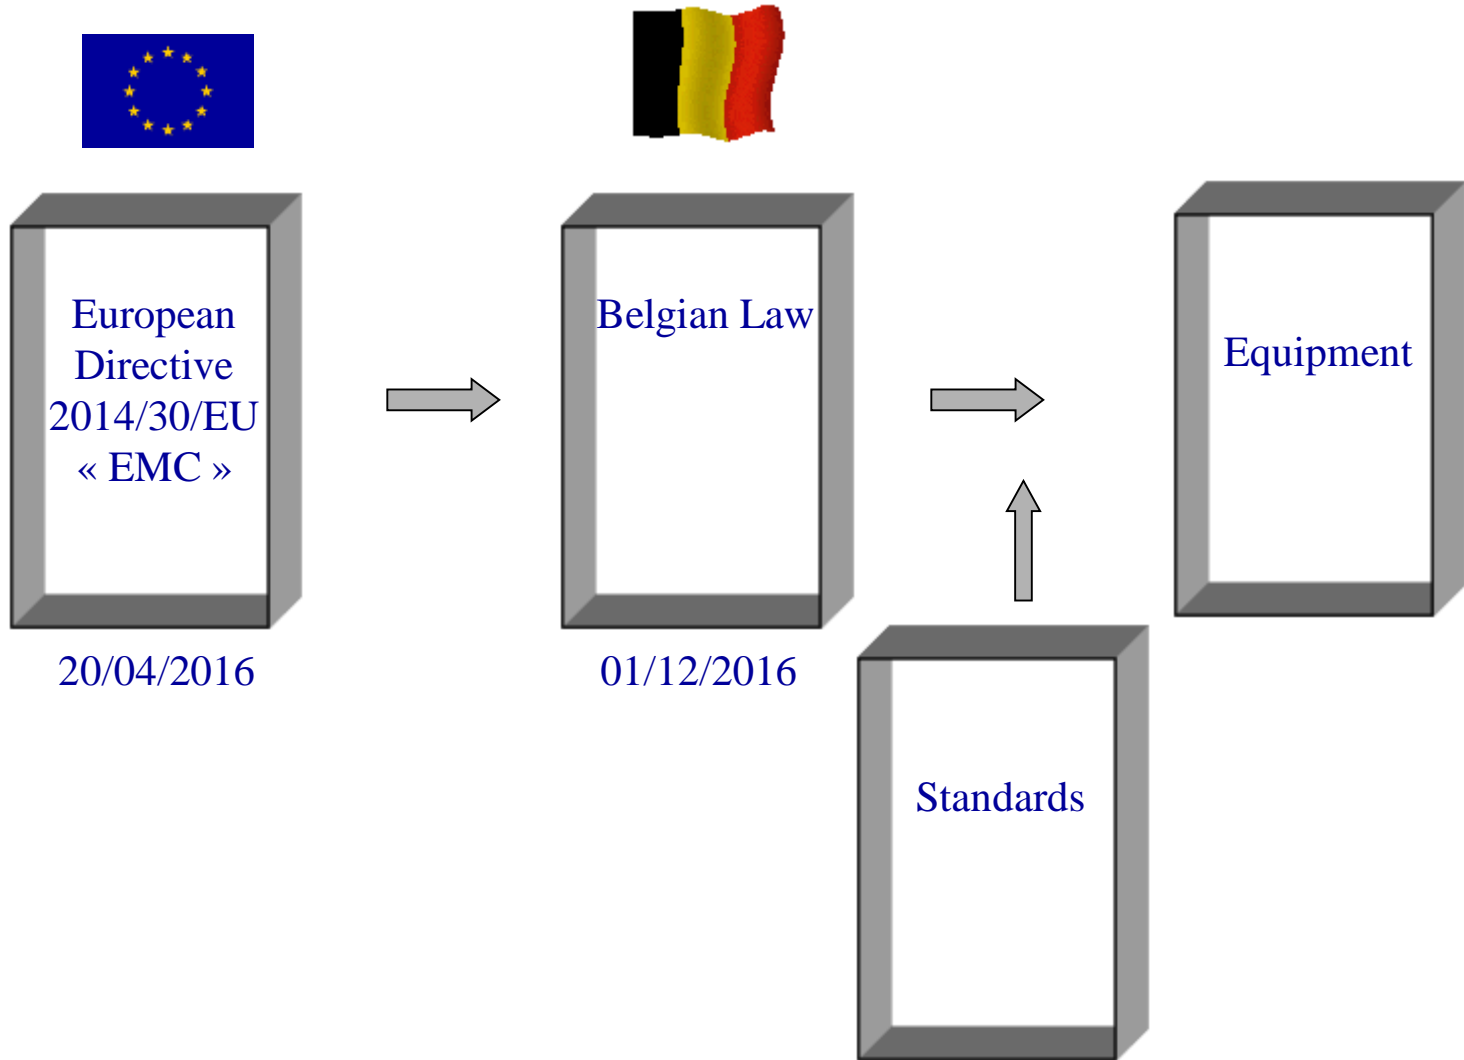 European
Directive
2014/30/EU
« EMC »
20/04/2016
Belgian Law
01/12/2016
Equipment
Standards